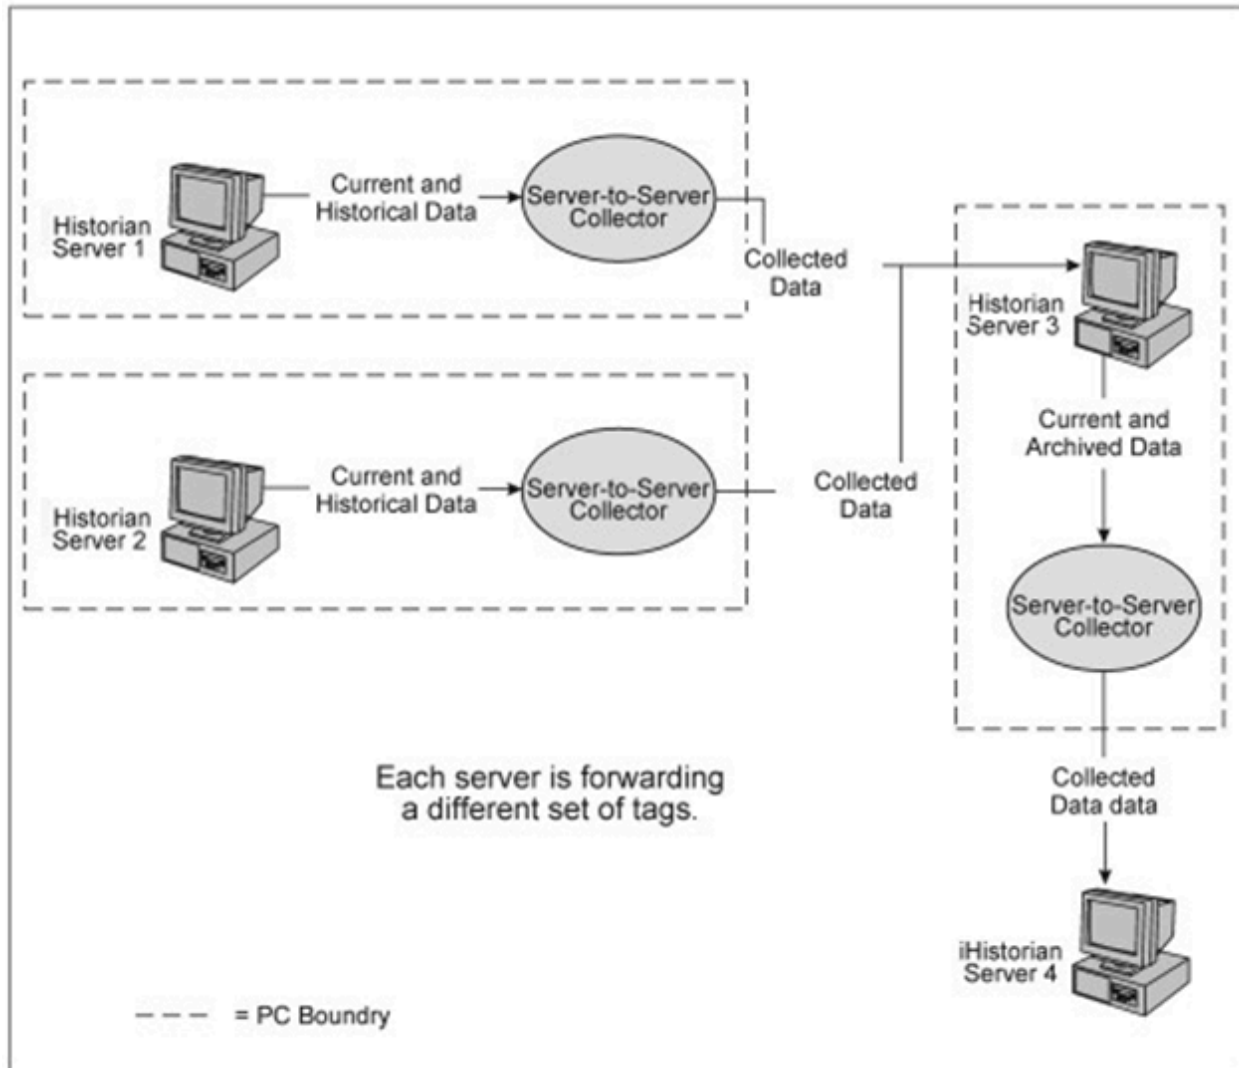 Historian
Server 1
Current and
Historical Data
Server-to-Server
Collector
Collected
Data
Historian
Server 2
Current and
Historical Data
Server-to-Server
Collector
Collected
Data
Historian
Server 3
Current and
Archived Data
Server-to-Server
Collector
Collected
Data data
iHistorian
Server 4
Each server is forwarding
a different set of tags.
= PC Boundry